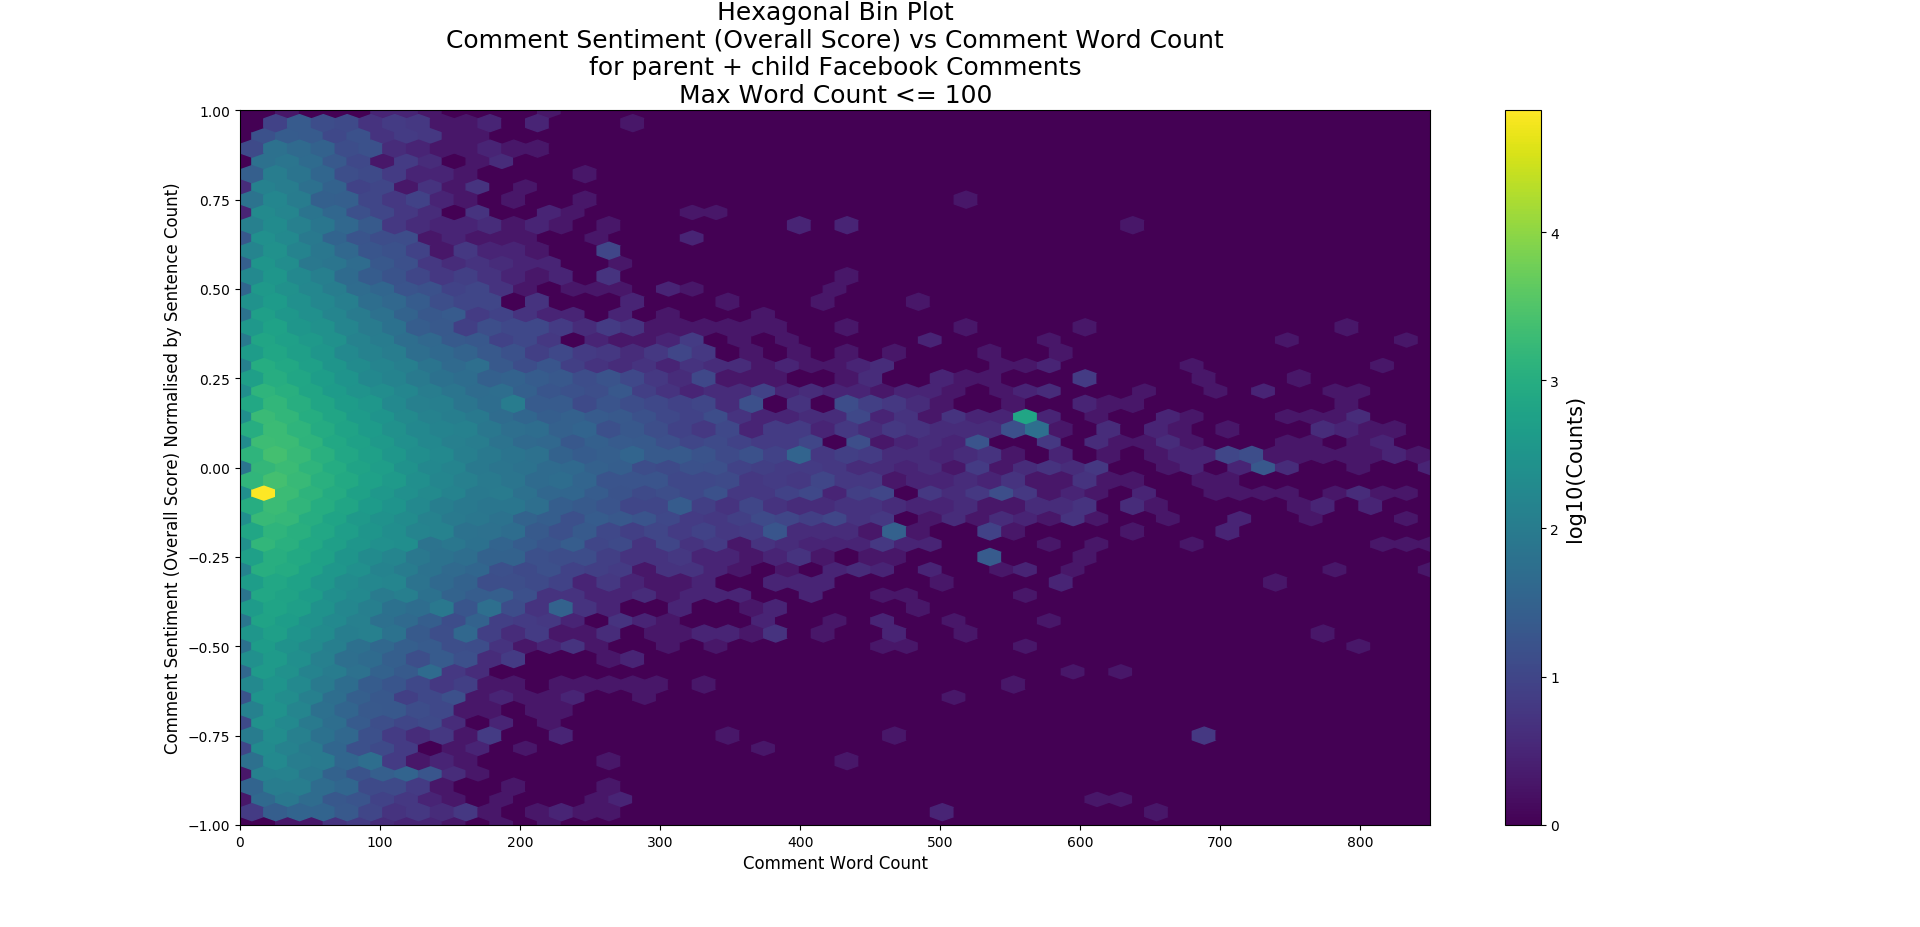 Hexagonal Bin Plot
Comment Sentiment (Overall Score) vs Comment Word Count
for parent + child Facebook Comments
Max Word Count <= 100
Comment Sentiment (Overall Score) Normalised by Sentence Count)
1.00
0.75
0.50
0.25
0.00
−0.25
−0.50
−0.75
−1.00
0 100 200 300 400 500 600 700 800
Comment Word Count
4
3
2
1
0
log10(Counts)